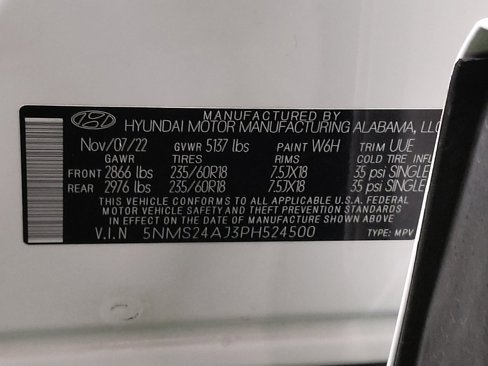 MANUFACTURED BY
HYUNDAI MOTOR MANUFACTURING ALABAMA, LLC
Nov/07/22 GVWR 5137 lbs PAINT W6H TRIM UUE
GAWR TIRES RIMS COLD TIRE INFL
FRONT 2866 lbs 235/60R18 7.5JX18 35 psi SINGLE
REAR 2976 lbs 235/60R18 7.5JX18 35 psi SINGLE
THIS VEHICLE CONFORMS TO ALL APPLICABLE U.S.A. FEDERAL
MOTOR VEHICLE SAFETY AND THEFT PREVENTION STANDARDS
IN EFFECT ON THE DATE OF MANUFACTURE SHOWN ABOVE
V.I.N 5NMS24AJ3PH524500 TYPE: MPV